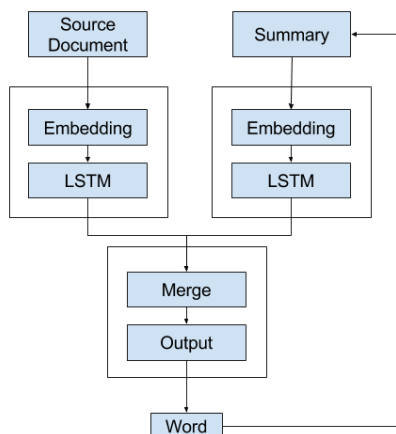 Source
Document
Summary
Embedding
LSTM
Embedding
LSTM
Merge
Output
Word